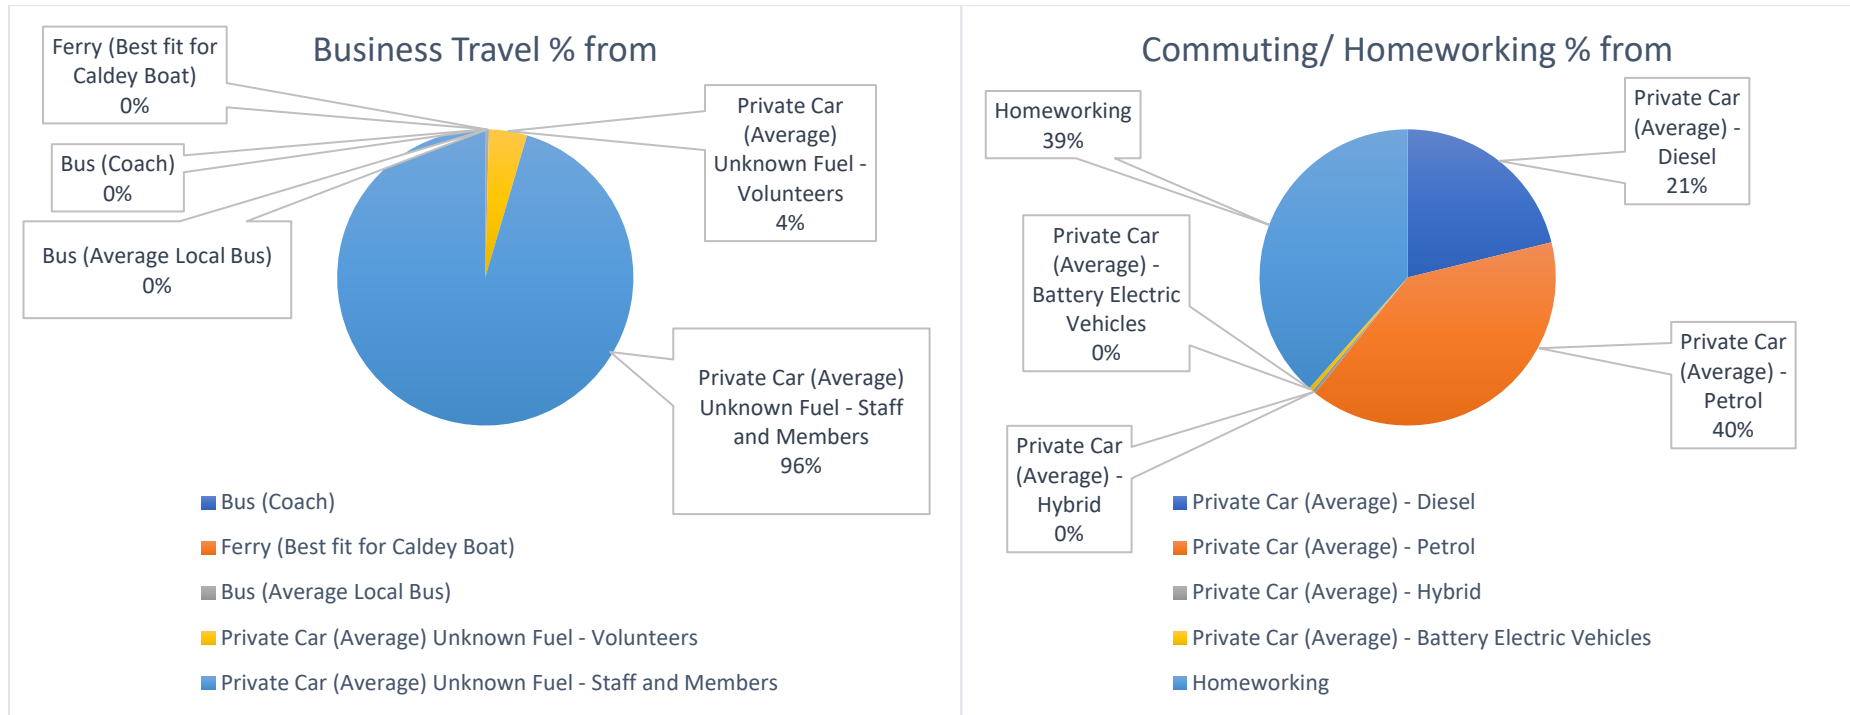 Business Travel % from
Ferry (Best fit for
Caldey Boat)
0%
Bus (Coach)
0%
Bus (Average Local Bus)
0%
Private Car
(Average)
Unknown Fuel -
Volunteers
4%
Private Car (Average)
Unknown Fuel - Staff
and Members
96%
Bus (Coach)
Ferry (Best fit for Caldey Boat)
Bus (Average Local Bus)
Private Car (Average) Unknown Fuel - Volunteers
Private Car (Average) Unknown Fuel - Staff and Members
Commuting/ Homeworking % from
Homeworking
39%
Private Car
(Average) -
Diesel
21%
Private Car
(Average) -
Battery Electric
Vehicles
0%
Private Car
(Average) -
Petrol
40%
Private Car
(Average) -
Hybrid
0%
Private Car (Average) - Diesel
Private Car (Average) - Petrol
Private Car (Average) - Hybrid
Private Car (Average) - Battery Electric Vehicles
Homeworking